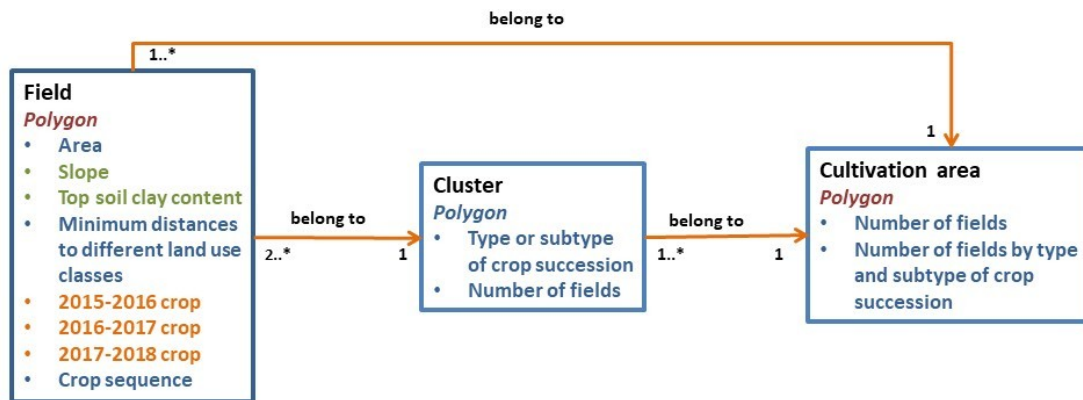 belong to
1..*
1
Field
Polygon
• Area
• Slope
• Top soil clay content
• Minimum distances
to different land use
classes
• 2015-2016 crop
• 2016-2017 crop
• 2017-2018 crop
• Crop sequence
belong to
2..*
1
Cluster
Polygon
• Type or subtype
of crop succession
• Number of fields
belong to
1..*
1
Cultivation area
Polygon
• Number of fields
• Number of fields by type
and subtype of crop
succession